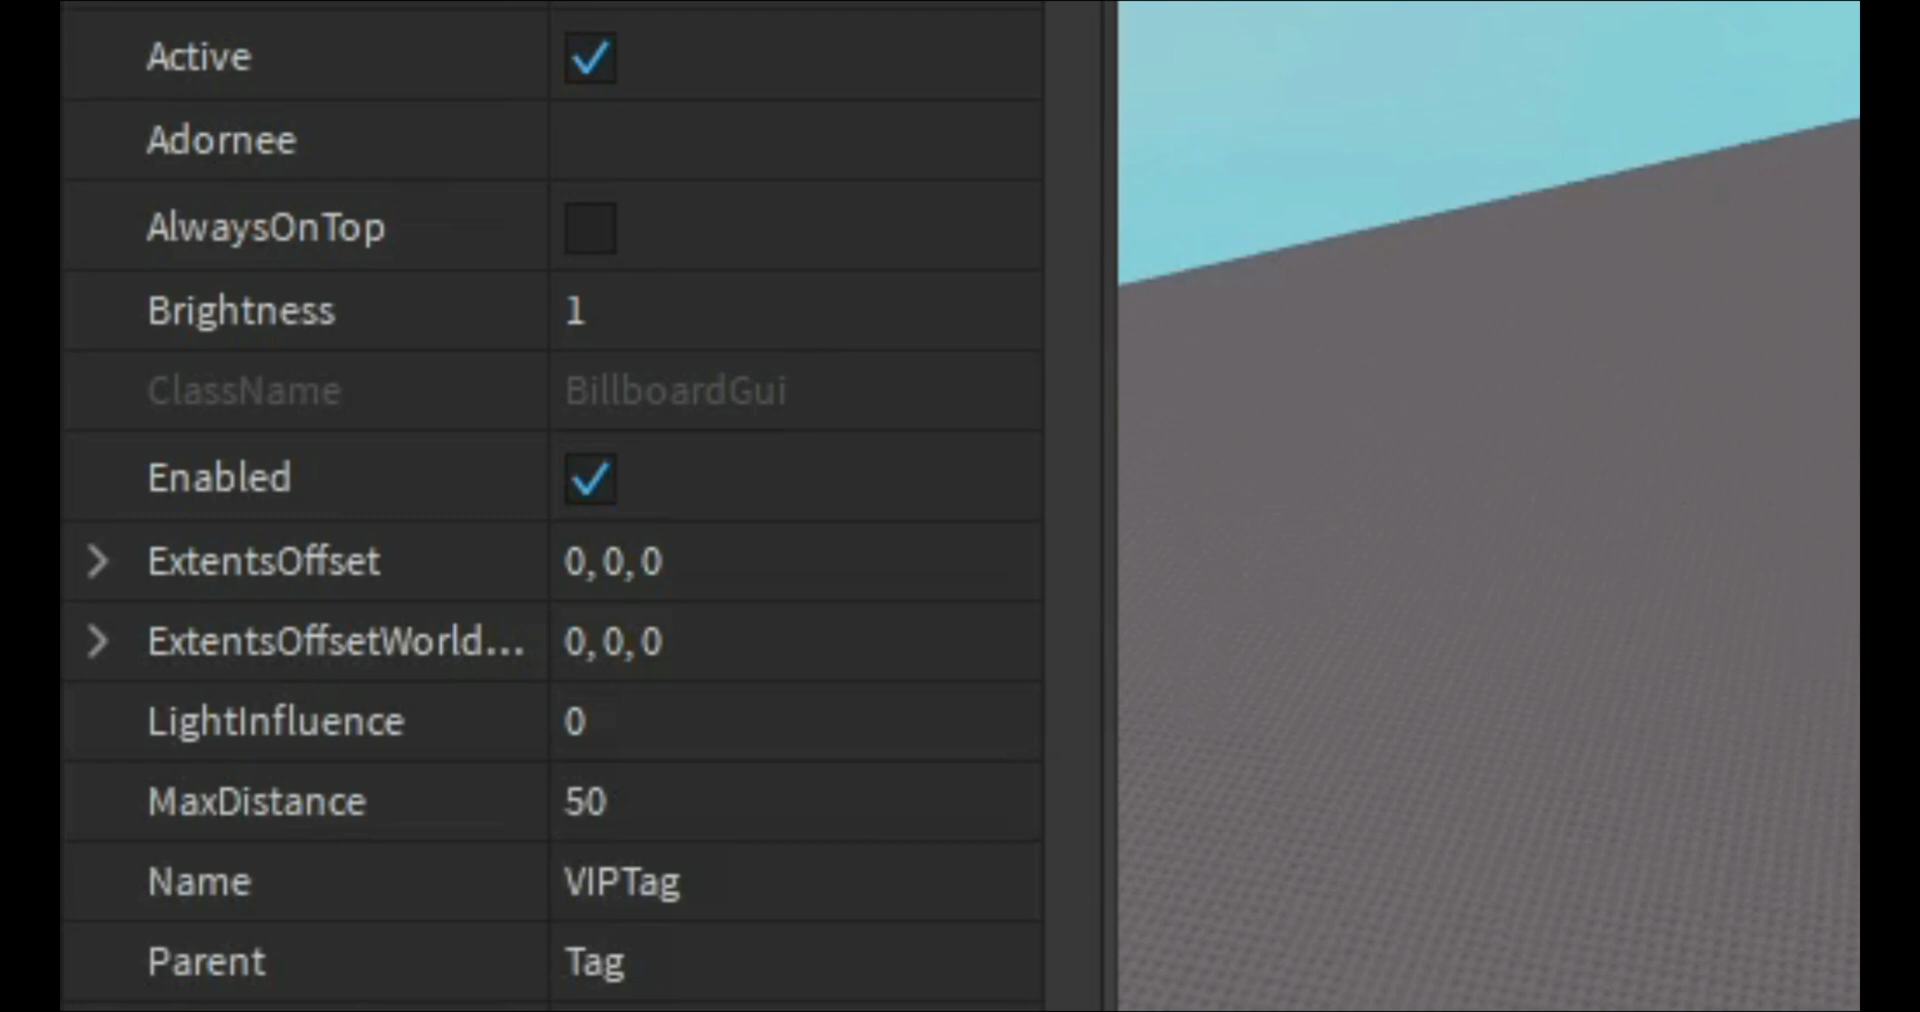 Active
Adornee
AlwaysOnTop
Brightness 1
ClassName BillboardGui
Enabled
ExtentsOffset 0, 0, 0
ExtentsOffsetWorld... 0, 0, 0
LightInfluence 0
MaxDistance 50
Name VIPTag
Parent Tag